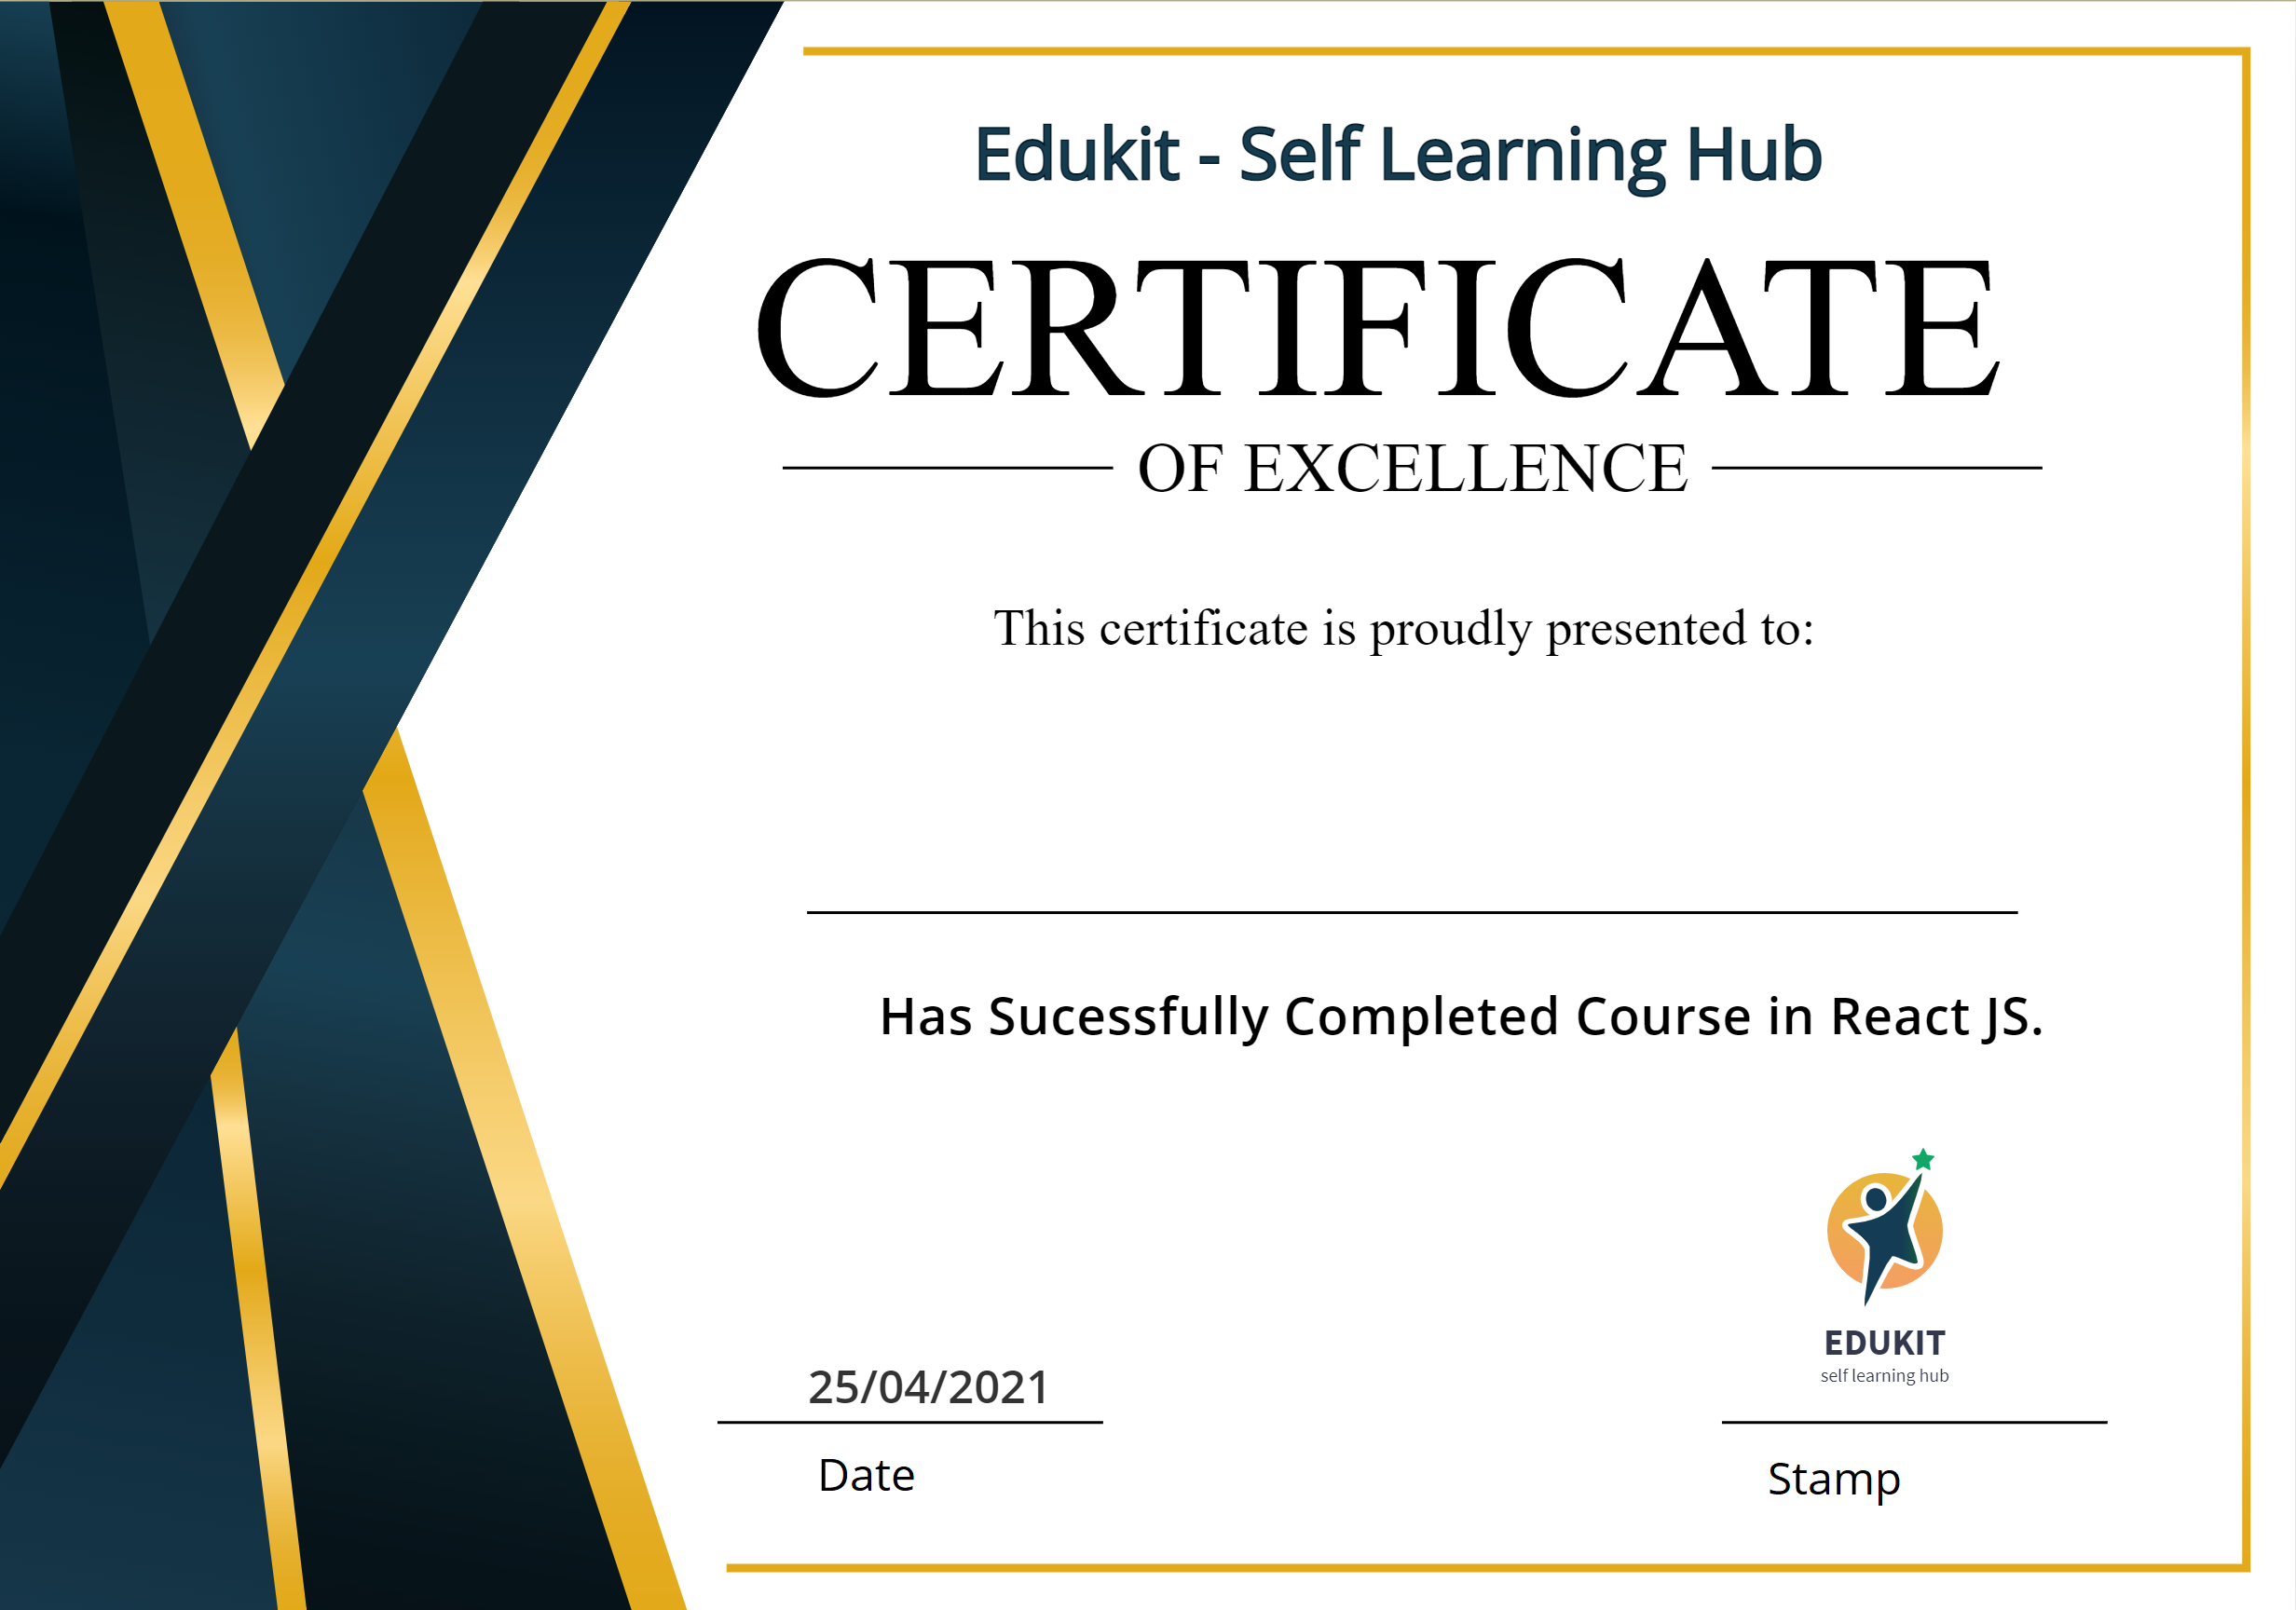 Edukit - Self Learning Hub
CERTIFICATE
OF EXCELLENCE
This certificate is proudly presented to:
Has Sucessfully Completed Course in React JS.
EDUKIT
self learning hub
25/04/2021
Date
Stamp